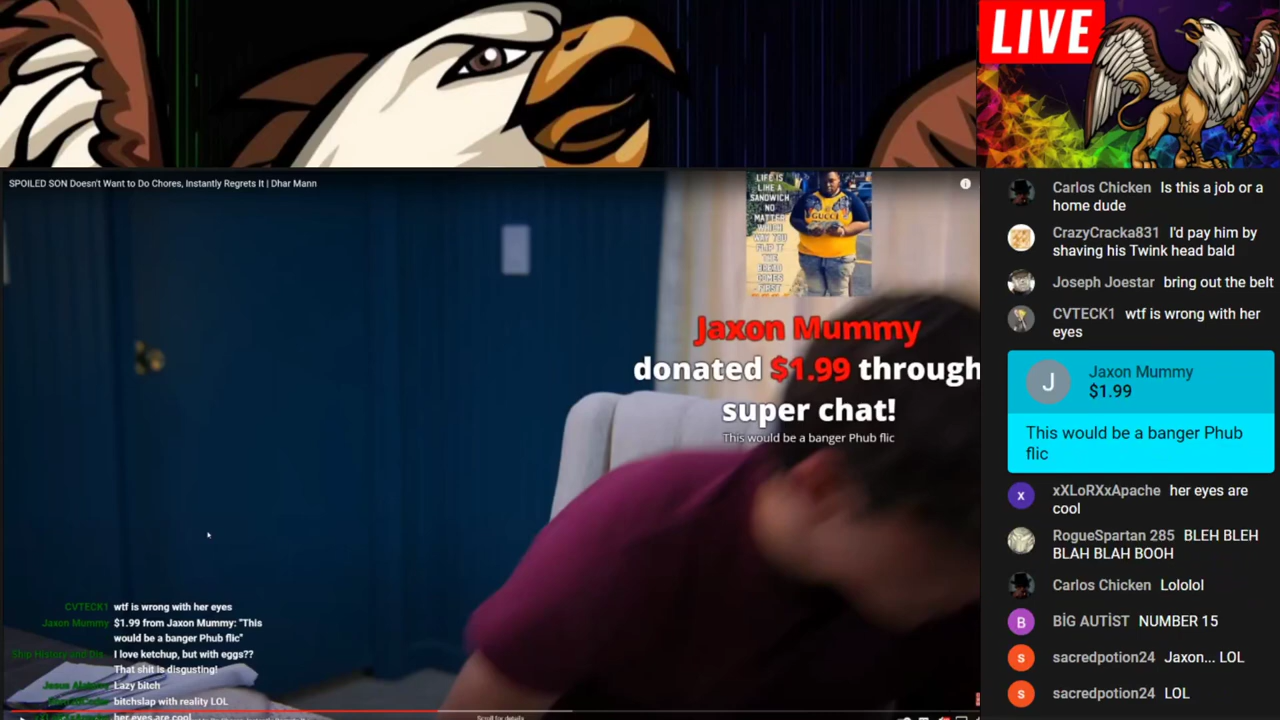 LIVE
SPOILED SON Doesn't Want to Do Chores, Instantly Regrets It | Dhar Mann
LIFE IS
LIKE A
SANDWICH
NO
MATTER
WHICH
WAY YOU
FLIP IT
THE
BREAD
COMES
FIRST
GUCCI
Jaxon Mummy
donated $1.99 through
super chat!
This would be a banger Phub flic
CVTECK1 wtf is wrong with her eyes
Jaxon Mummy $1.99 from Jaxon Mummy: "This
would be a banger Phub flic"
Ship History and Dis... I love ketchup, but with eggs??
That shit is disgusting!
Lazy bitch
bitchslap with reality LOL
her eyes are cool
Scroll for details
Carlos Chicken Is this a job or a
home dude
CrazyCracka831 I'd pay him by
shaving his Twink head bald
Joseph Joestar bring out the belt
CVTECK1 wtf is wrong with her
eyes
J
Jaxon Mummy
$1.99
This would be a banger Phub
flic
x
xXLoRXxApache her eyes are
cool
RogueSpartan 285 BLEH BLEH
BLAH BLAH BOOH
Carlos Chicken Lololol
B
BİG AUTİST NUMBER 15
s
sacredpotion24 Jaxon... LOL
s
sacredpotion24 LOL